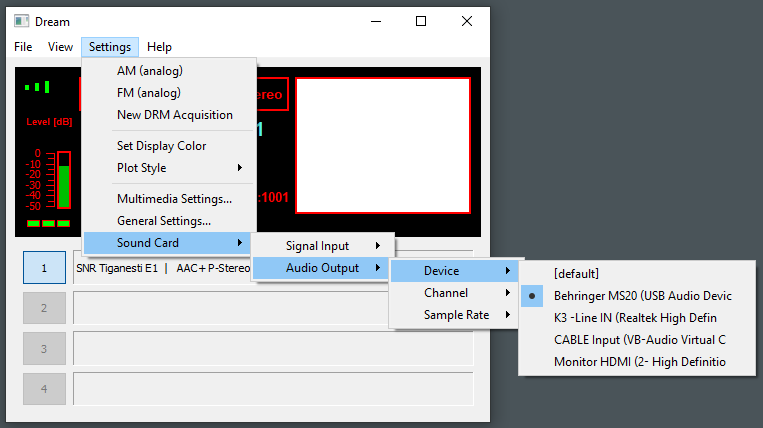 Dream
File View Settings Help
AM (analog)
FM (analog)
New DRM Acquisition
Set Display Color
Plot Style
Multimedia Settings...
General Settings...
Sound Card
Signal Input
Audio Output
Device
Channel
Sample Rate
[default]
Behringer MS20 (USB Audio Devic
K3 -Line IN (Realtek High Defin
CABLE Input (VB-Audio Virtual C
Monitor HDMI (2- High Definitio
Level [dB]
0
-10
-20
-30
-40
-50
ereo
1
:1001
1 SNR Tiganesti E1 | AAC+ P-Stereo
2
3
4